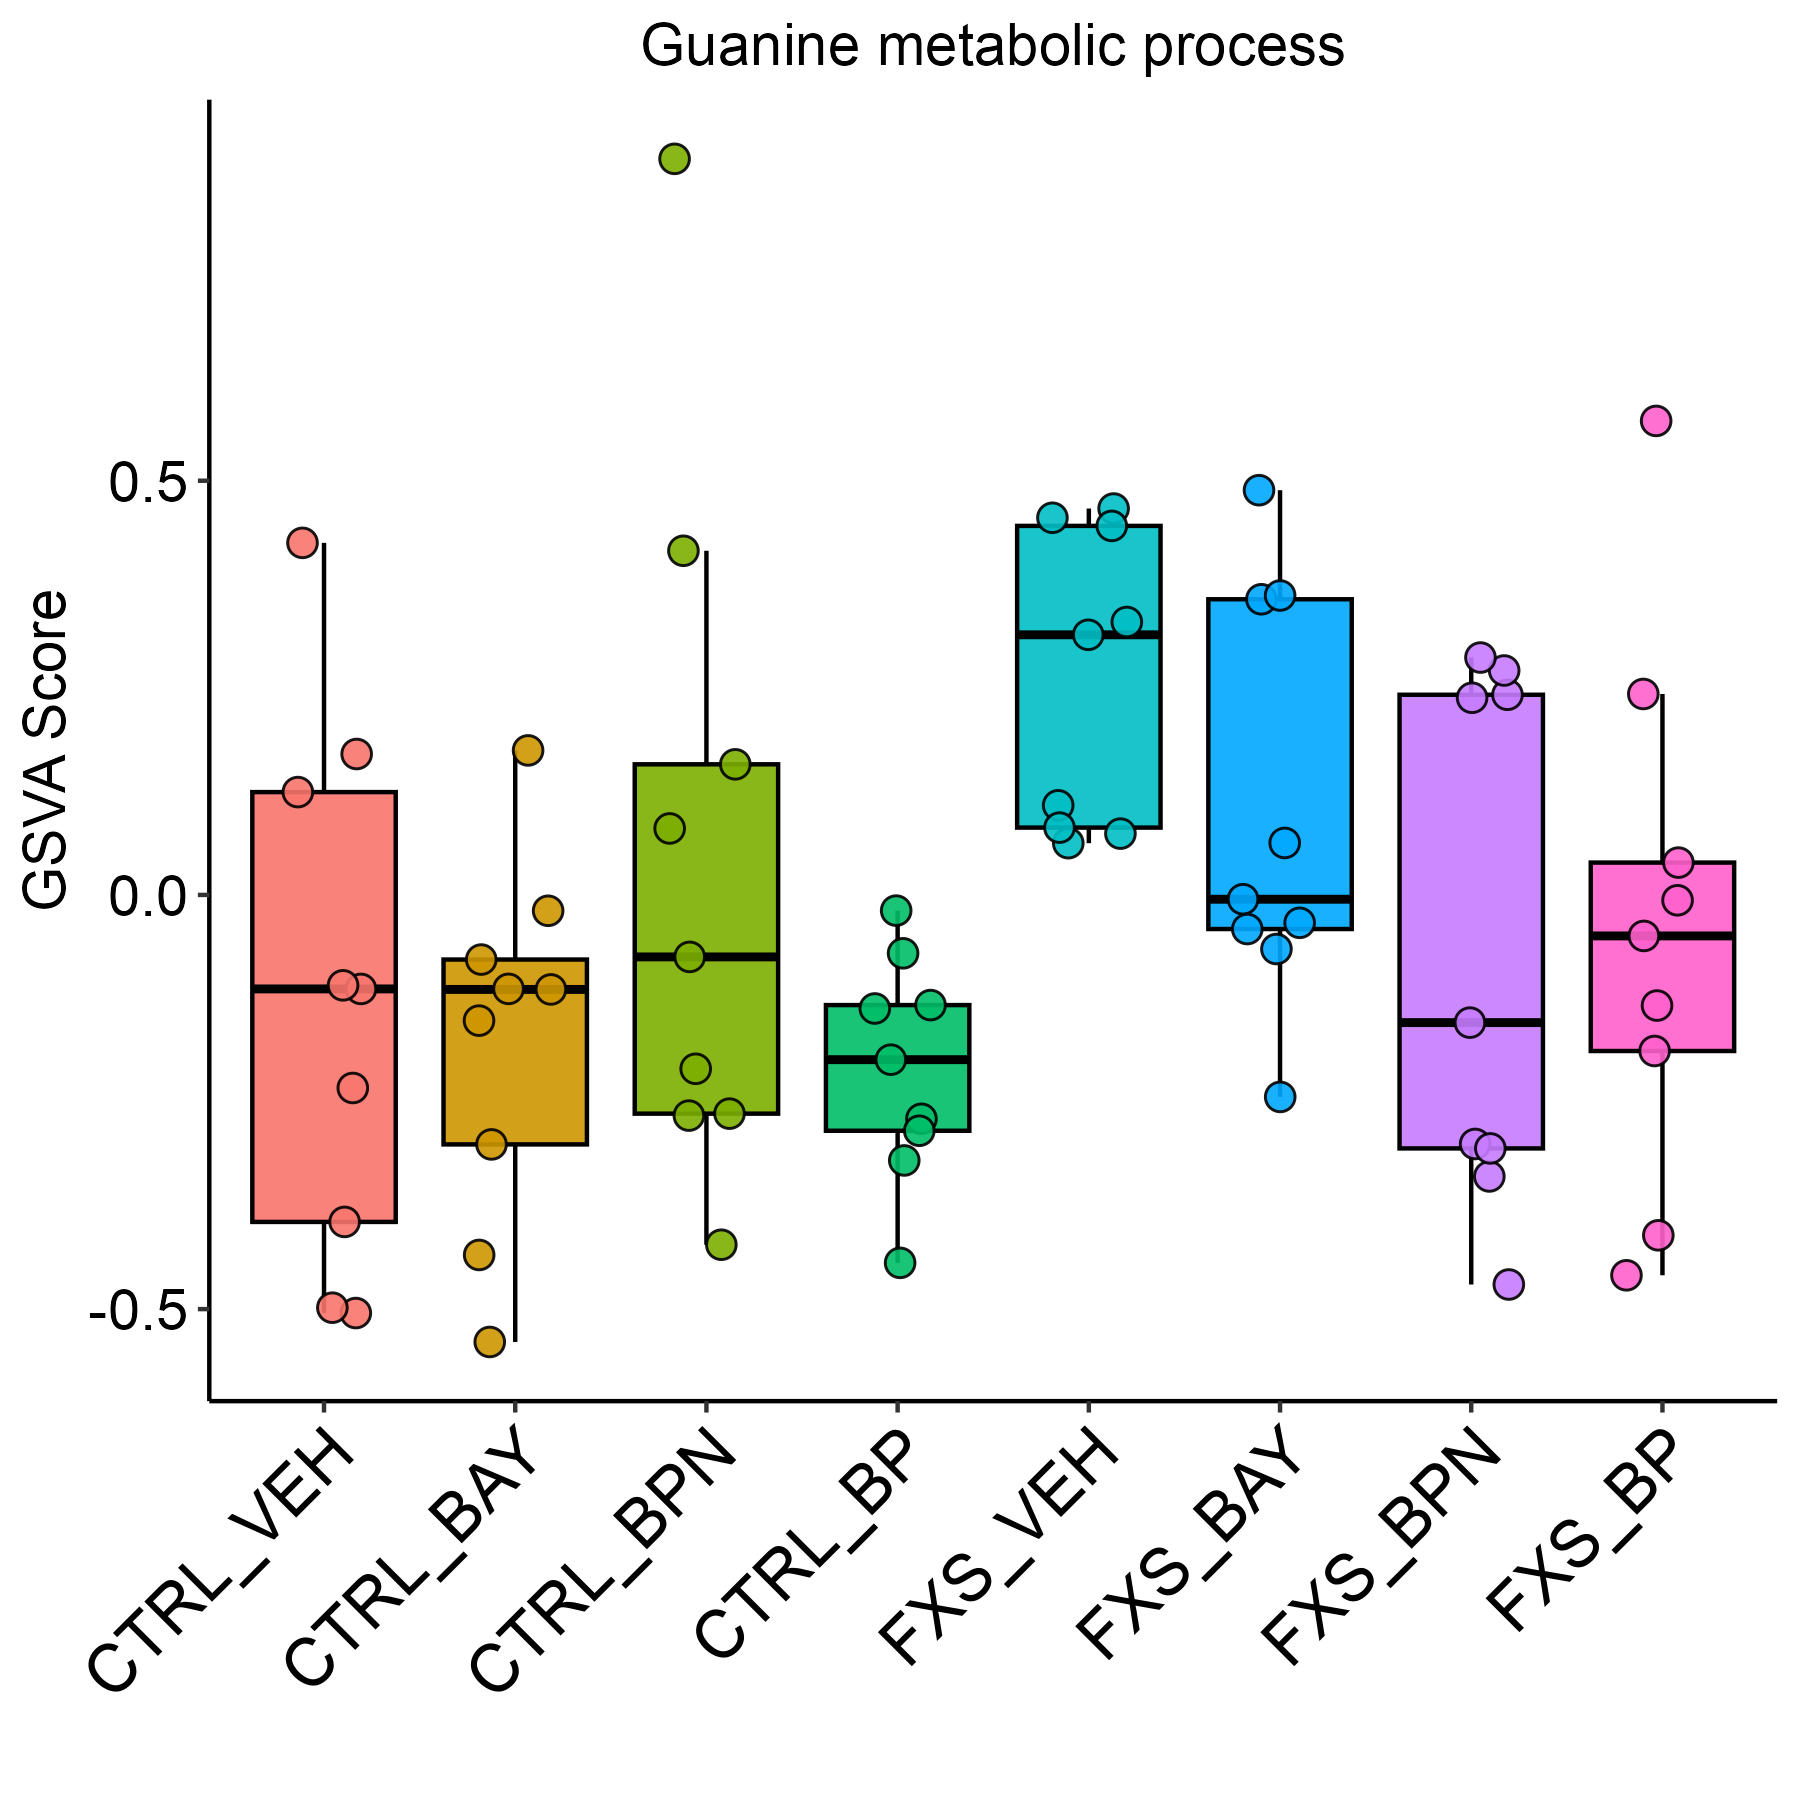 Guanine metabolic process
GSVA Score
0.5
0.0
-0.5
CTRL_VEH
CTRL_BAY
CTRL_BPN
CTRL_BP
FXS_VEH
FXS_BAY
FXS_BPN
FXS_BP